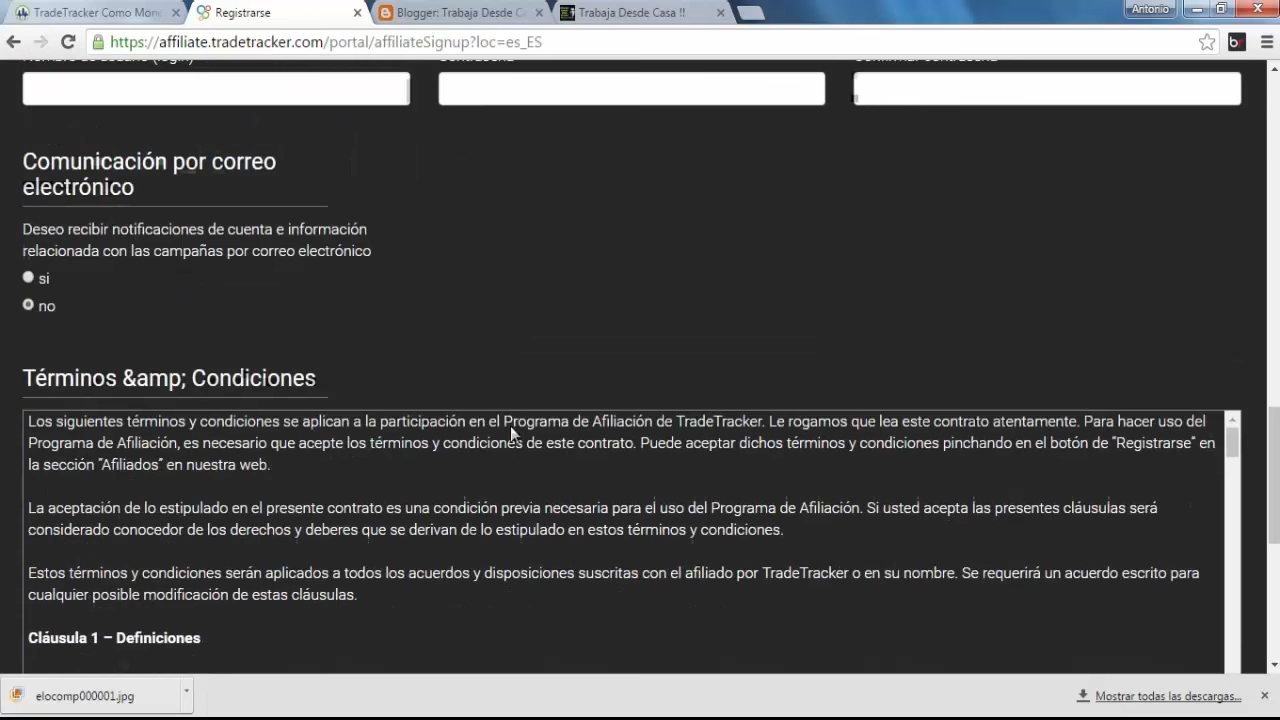 TradeTracker Como Mon
Registrarse
Blogger: Trabaja Desde C
Trabaja Desde Casa !!
Antonio
https://affiliate.tradetracker.com/portal/affiliateSignup?loc=es_ES
br
Comunicación por correo
electrónico
Deseo recibir notificaciones de cuenta e información
relacionada con las campañas por correo electrónico
si
no
Términos &amp; Condiciones
Los siguientes términos y condiciones se aplican a la participación en el Programa de Afiliación de TradeTracker. Le rogamos que lea este contrato atentamente. Para hacer uso del
Programa de Afiliación, es necesario que acepte los términos y condiciones de este contrato. Puede aceptar dichos términos y condiciones pinchando en el botón de "Registrarse" en
la sección "Afiliados" en nuestra web.
La aceptación de lo estipulado en el presente contrato es una condición previa necesaria para el uso del Programa de Afiliación. Si usted acepta las presentes cláusulas será
considerado conocedor de los derechos y deberes que se derivan de lo estipulado en estos términos y condiciones.
Estos términos y condiciones serán aplicados a todos los acuerdos y disposiciones suscritas con el afiliado por TradeTracker o en su nombre. Se requerirá un acuerdo escrito para
cualquier posible modificación de estas cláusulas.
Cláusula 1 – Definiciones
elocomp000001.jpg
Mostrar todas las descargas...